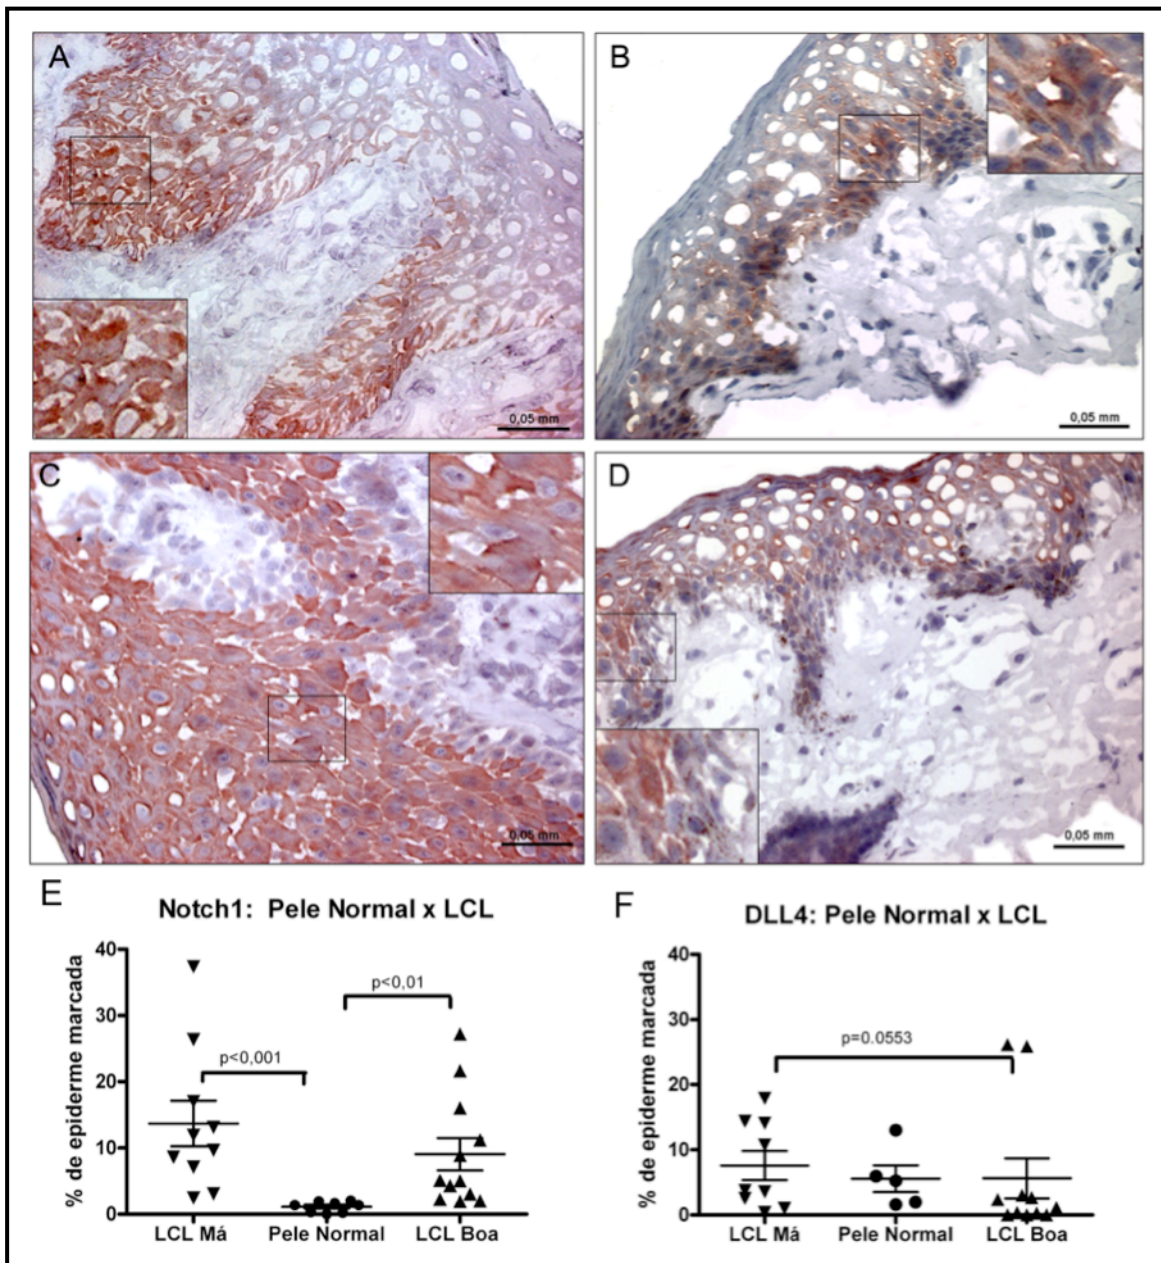 A
B
0,05 mm
0,05 mm
C
D
0,05 mm
0,05 mm
E
Notch1: Pele Normal x LCL
% de epiderme marcada
40
30
20
10
0
p<0,001
p<0,01
LCL Má
Pele Normal
LCL Boa
F
DLL4: Pele Normal x LCL
% de epiderme marcada
40
30
20
10
0
p=0.0553
LCL Má
Pele Normal
LCL Boa